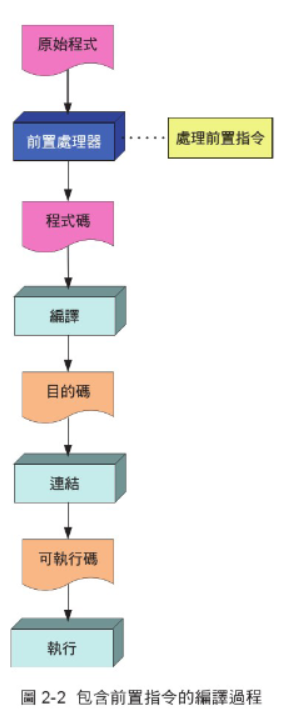 原始程式
前置處理器
處理前置指令
程式碼
編譯
目的碼
連結
可執行碼
執行
圖 2-2 包含前置指令的編譯過程